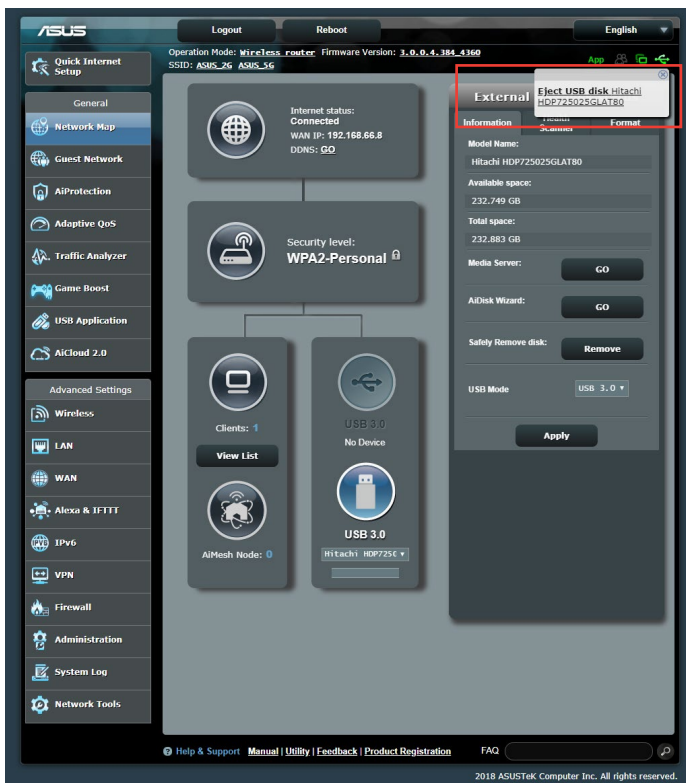 ASUS
Logout
Reboot
English
Quick Internet
Setup
Operation Mode: Wireless router Firmware Version: 3.0.0.4.384_4360
SSID: ASUS_2G ASUS_5G
App
General
Network Map
Guest Network
AiProtection
Adaptive QoS
Traffic Analyzer
Game Boost
USB Application
AiCloud 2.0
Advanced Settings
Wireless
LAN
WAN
Alexa & IFTTT
IPv6
VPN
Firewall
Administration
System Log
Network Tools
Internet status:
Connected
WAN IP: 192.168.66.8
DDNS: GO
Security level:
WPA2-Personal
Clients: 1
View List
AiMesh Node: 0
USB 3.0
No Device
USB 3.0
Hitachi HDP725
External
Eject USB disk Hitachi
HDP725025GLAT80
Information
Scanner
Format
Model Name:
Hitachi HDP725025GLAT80
Available space:
232.749 GB
Total space:
232.883 GB
Media Server:
GO
AiDisk Wizard:
GO
Safely Remove disk:
Remove
USB Mode
USB 3.0
Apply
Help & Support Manual | Utility | Feedback | Product Registration
FAQ
2018 ASUSTeK Computer Inc. All rights reserved.